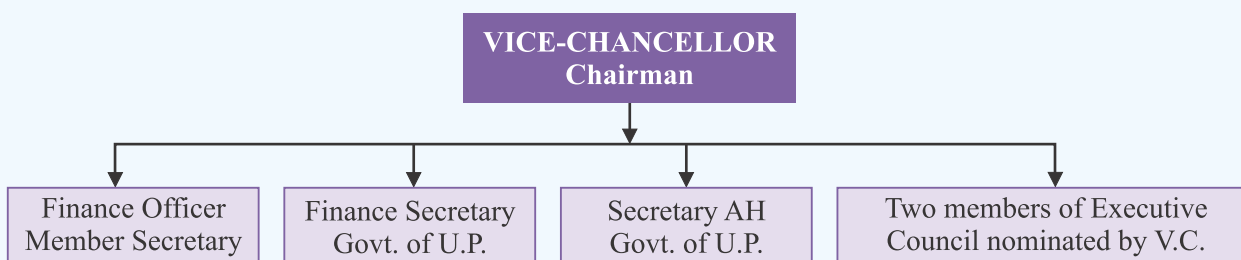 VICE-CHANCELLOR
Chairman
Finance Officer
Member Secretary
Finance Secretary
Govt. of U.P.
Secretary AH
Govt. of U.P.
Two members of Executive
Council nominated by V.C.